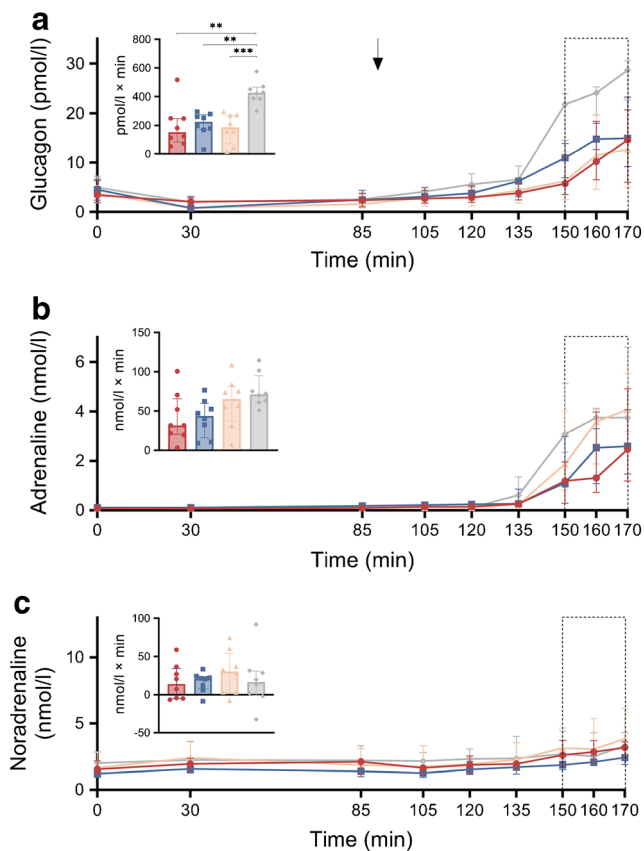 a
Glucagon (pmol/l)
30
20
10
0
pmol/l × min
800
600
400
200
0
**
**
***
0 30 85 105 120 135 150 160 170
Time (min)
b
Adrenaline (nmol/l)
6
4
2
0
nmol/l × min
150
100
50
0
0 30 85 105 120 135 150 160 170
Time (min)
c
Noradrenaline
(nmol/l)
10
5
0
nmol/l × min
100
50
0
-50
0 30 85 105 120 135 150 160 170
Time (min)